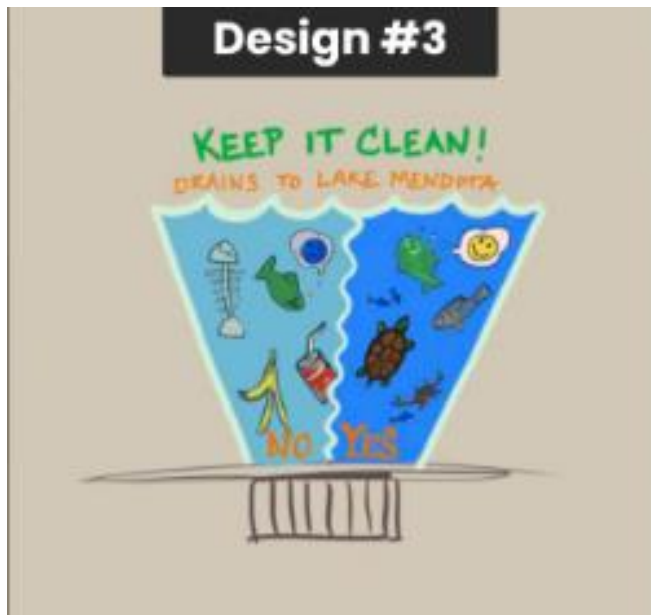 Design #3
KEEP IT CLEAN!
DRAINS TO LAKE MENDOTA
NO YES